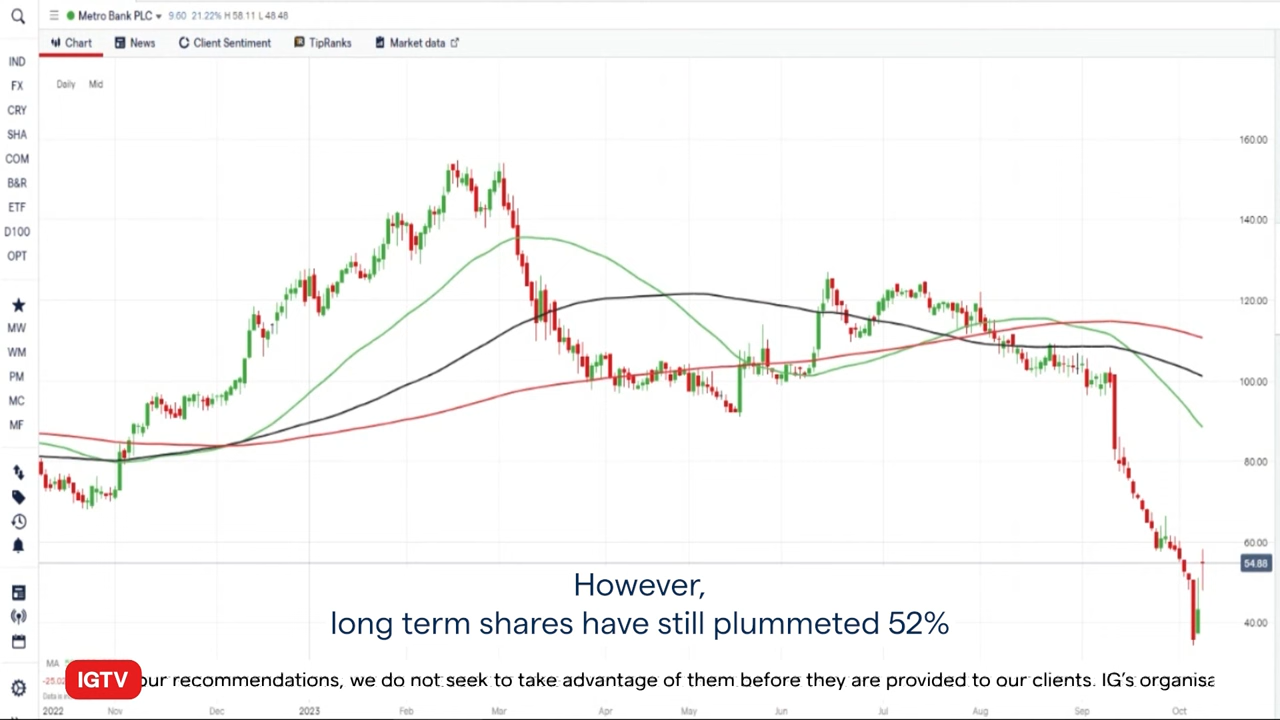 Metro Bank PLC 9.60 21.22% H 58.11 L 48.48
Chart News Client Sentiment TipRanks Market data
IND
FX
CRY
SHA
COM
B&R
ETF
D100
OPT
MW
WM
PM
MC
MF
Daily Mid
160.00
140.00
120.00
100.00
80.00
60.00
54.88
40.00
However,
long term shares have still plummeted 52%
MA
IGTV
our recommendations, we do not seek to take advantage of them before they are provided to our clients. IG's organisa
2022 Nov Dec 2023 Feb Mar Apr May Jun Jul Aug Sep Oct